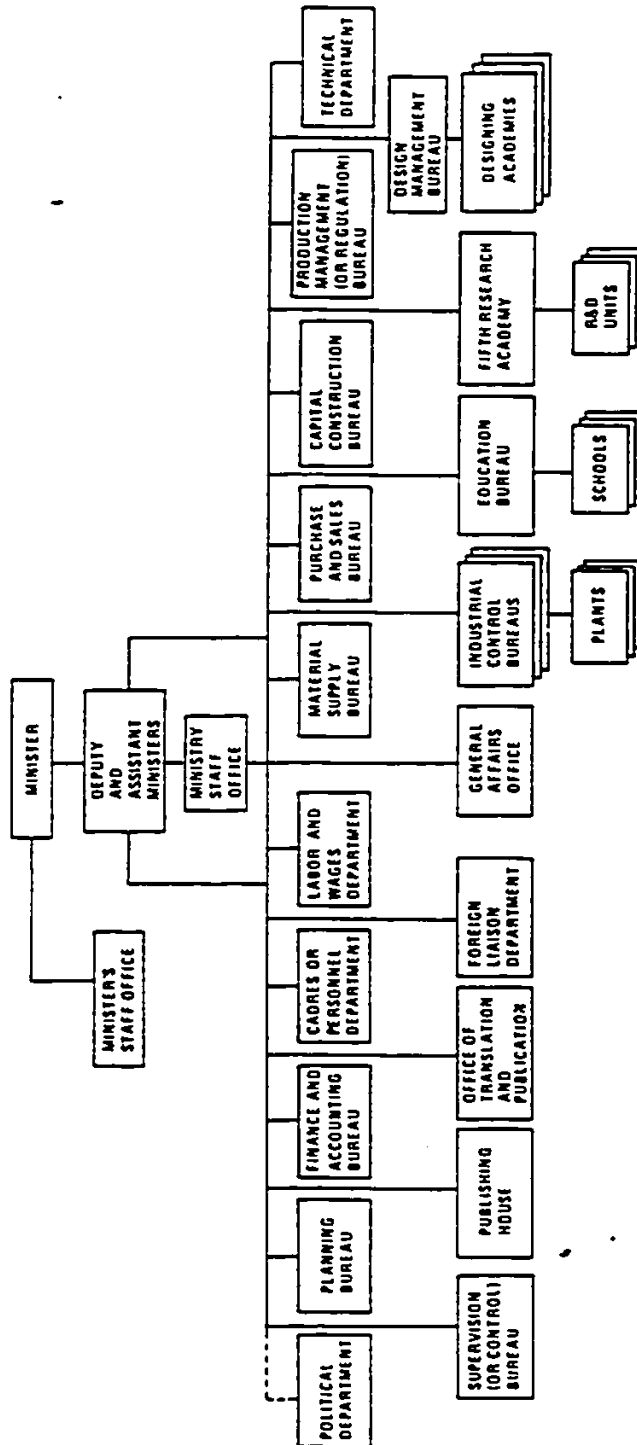 MINISTER
MINISTER'S
STAFF OFFICE
DEPUTY
AND
ASSISTANT
MINISTERS
MINISTRY
STAFF
OFFICE
POLITICAL
DEPARTMENT
PLANNING
BUREAU
FINANCE AND
ACCOUNTING
BUREAU
CADRES OR
PERSONNEL
DEPARTMENT
LABOR AND
WAGES
DEPARTMENT
MATERIAL
SUPPLY
BUREAU
PURCHASE
AND SALES
BUREAU
CAPITAL
CONSTRUCTION
BUREAU
PRODUCTION
MANAGEMENT
(OR REGULATION)
BUREAU
TECHNICAL
DEPARTMENT
DESIGN
MANAGEMENT
BUREAU
SUPERVISION
(OR CONTROL)
BUREAU
PUBLISHING
HOUSE
OFFICE OF
TRANSLATION
AND
PUBLICATION
FOREIGN
LIAISON
DEPARTMENT
GENERAL
AFFAIRS
OFFICE
INDUSTRIAL
CONTROL
BUREAUS
EDUCATION
BUREAU
FIFTH RESEARCH
ACADEMY
DESIGNING
ACADEMIES
PLANTS
SCHOOLS
R&D
UNITS